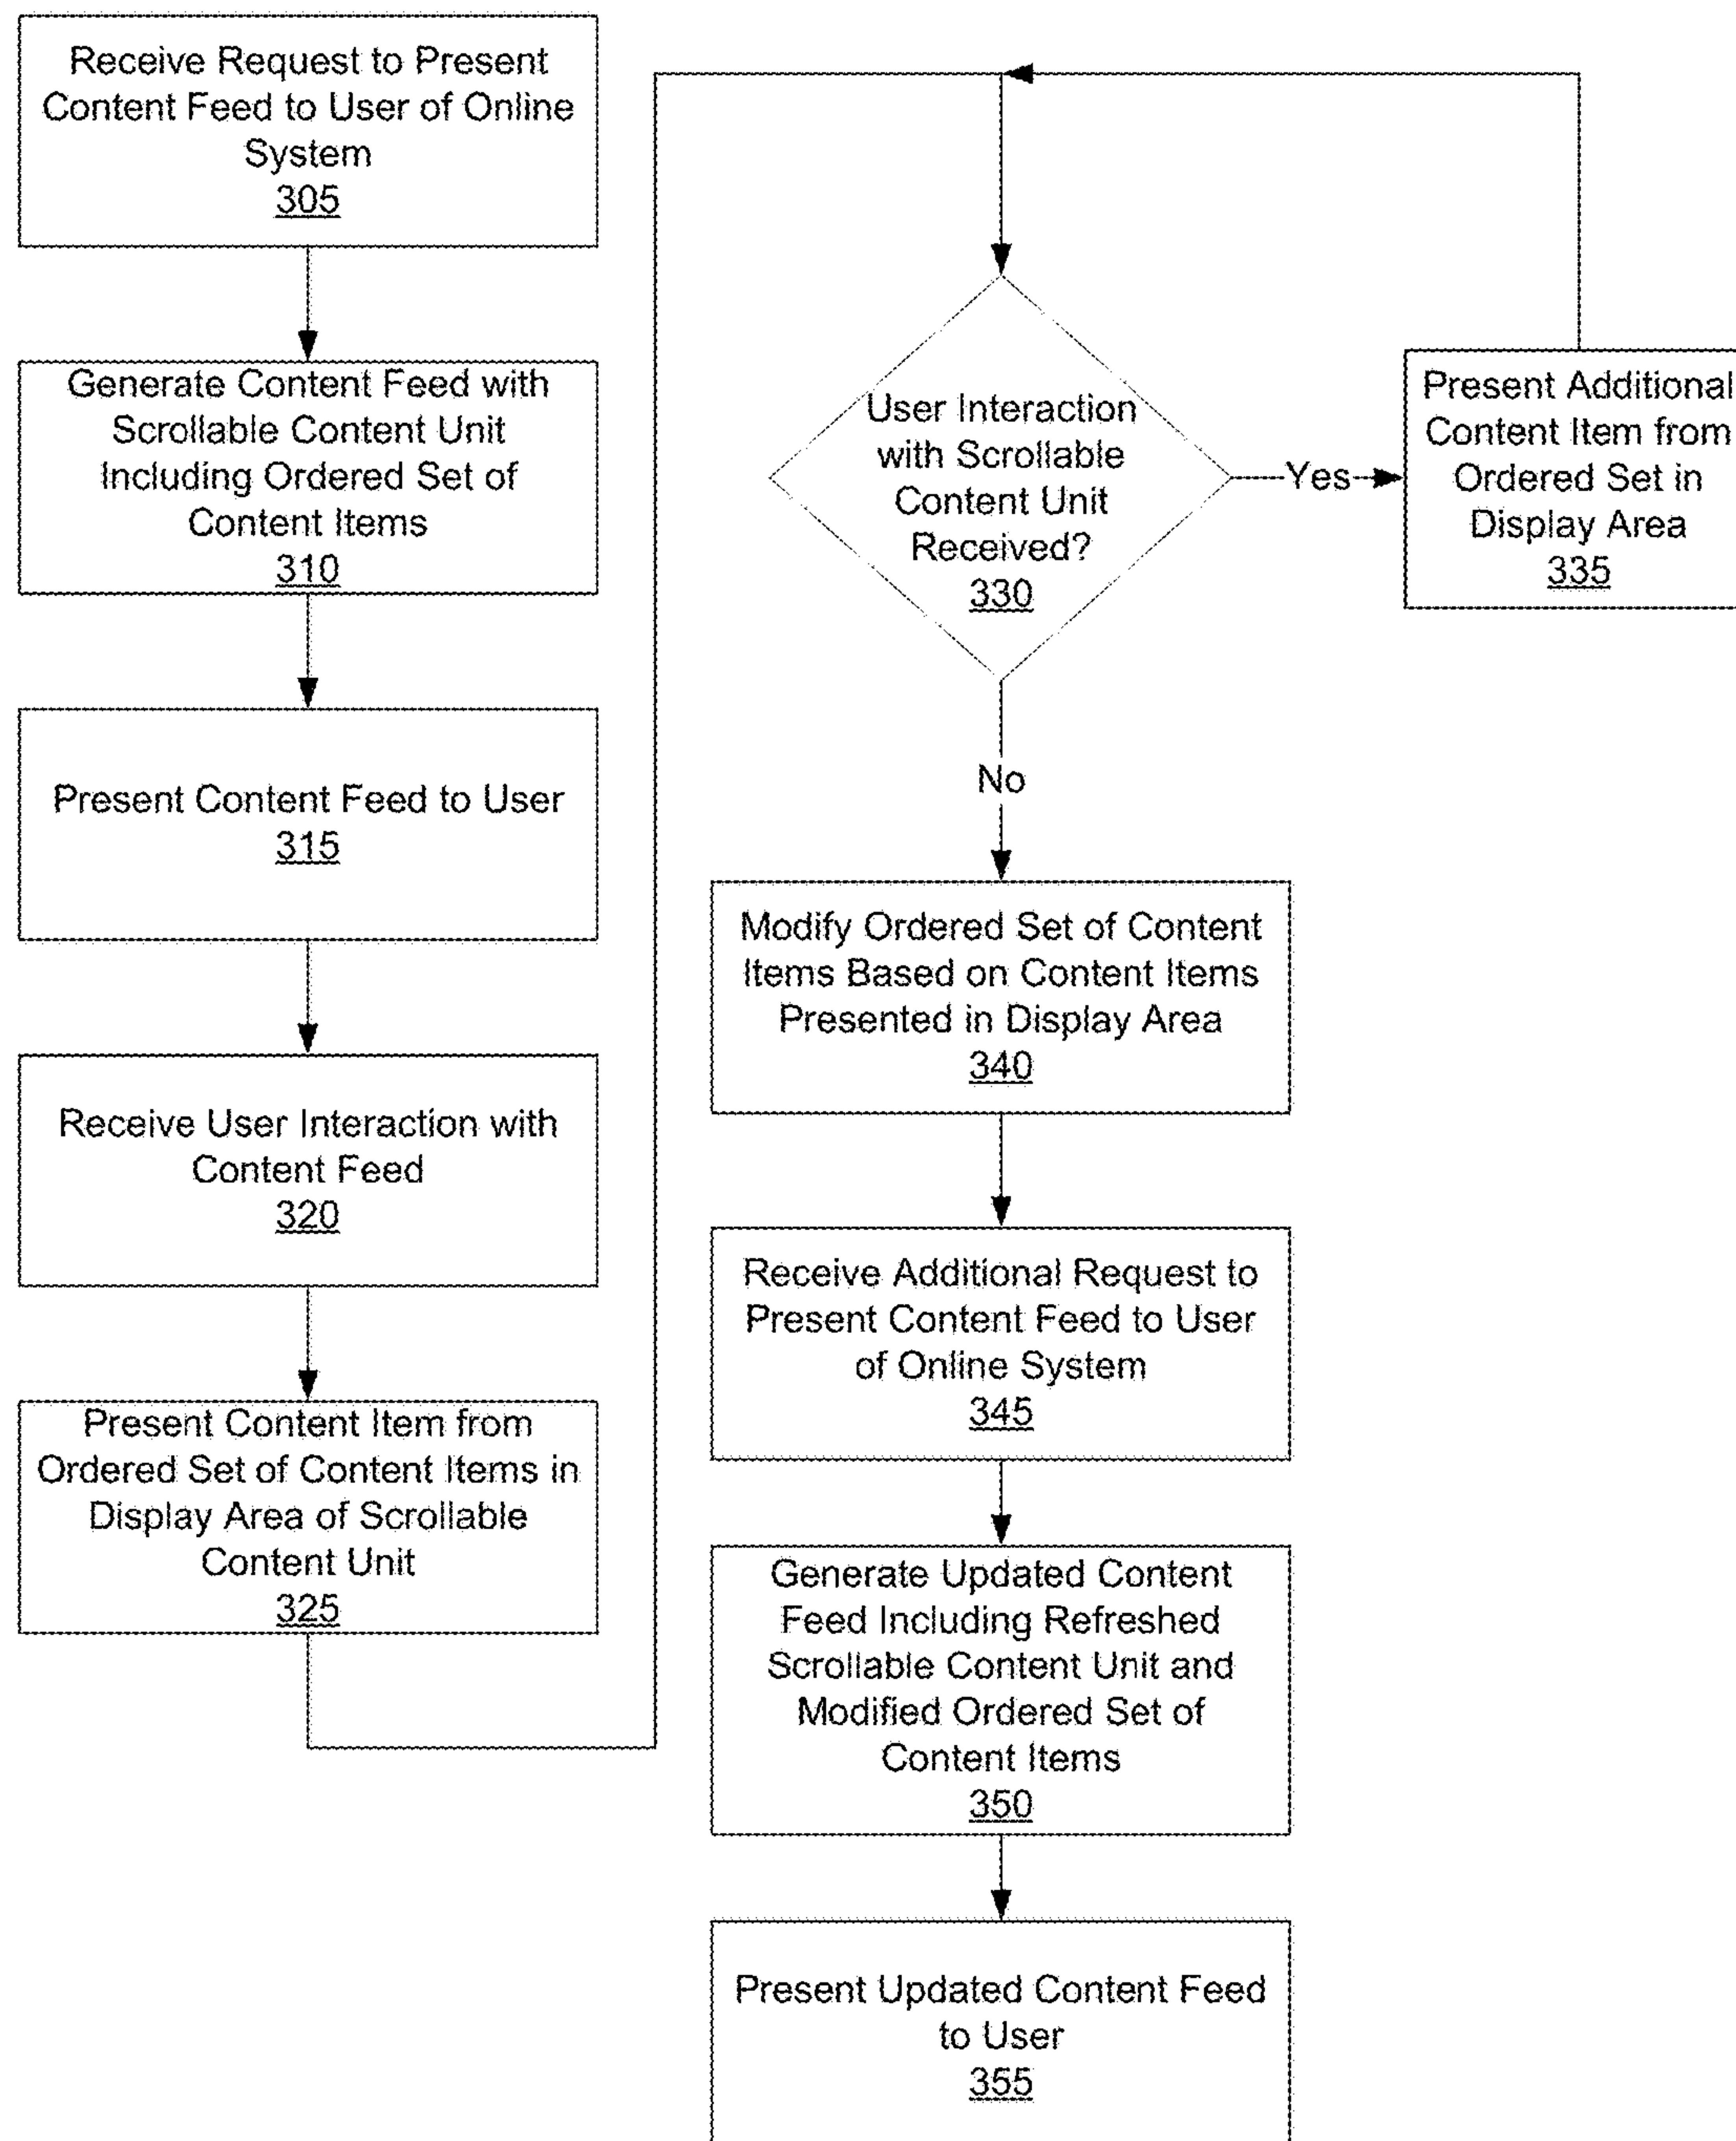 Receive Request to Present
Content Feed to User of Online
System
305
Generate Content Feed with
Scrollable Content Unit
Including Ordered Set of
Content Items
310
Present Content Feed to User
315
Receive User Interaction with
Content Feed
320
Present Content Item from
Ordered Set of Content Items in
Display Area of Scrollable
Content Unit
325
User Interaction
with Scrollable
Content Unit
Received?
330
Yes
Present Additional
Content Item from
Ordered Set in
Display Area
335
No
Modify Ordered Set of Content
Items Based on Content Items
Presented in Display Area
340
Receive Additional Request to
Present Content Feed to User
of Online System
345
Generate Updated Content
Feed Including Refreshed
Scrollable Content Unit and
Modified Ordered Set of
Content Items
350
Present Updated Content Feed
to User
355